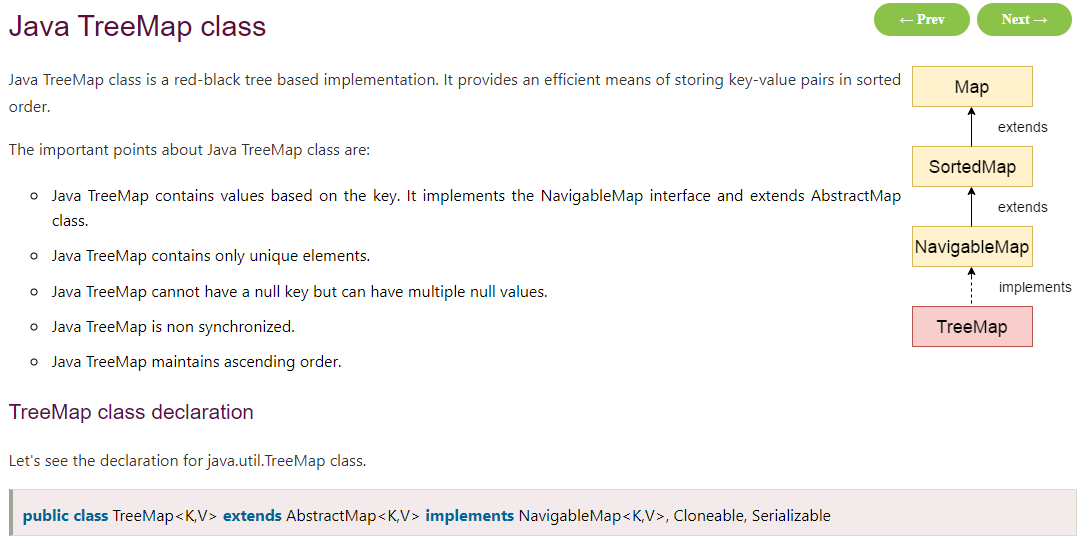 Java TreeMap class
← Prev
Next →
Java TreeMap class is a red-black tree based implementation. It provides an efficient means of storing key-value pairs in sorted
order.
The important points about Java TreeMap class are:
Java TreeMap contains values based on the key. It implements the NavigableMap interface and extends AbstractMap
class.
Java TreeMap contains only unique elements.
Java TreeMap cannot have a null key but can have multiple null values.
Java TreeMap is non synchronized.
Java TreeMap maintains ascending order.
Map
extends
SortedMap
extends
NavigableMap
implements
TreeMap
TreeMap class declaration
Let's see the declaration for java.util.TreeMap class.
public class TreeMap<K,V> extends AbstractMap<K,V> implements NavigableMap<K,V>, Cloneable, Serializable